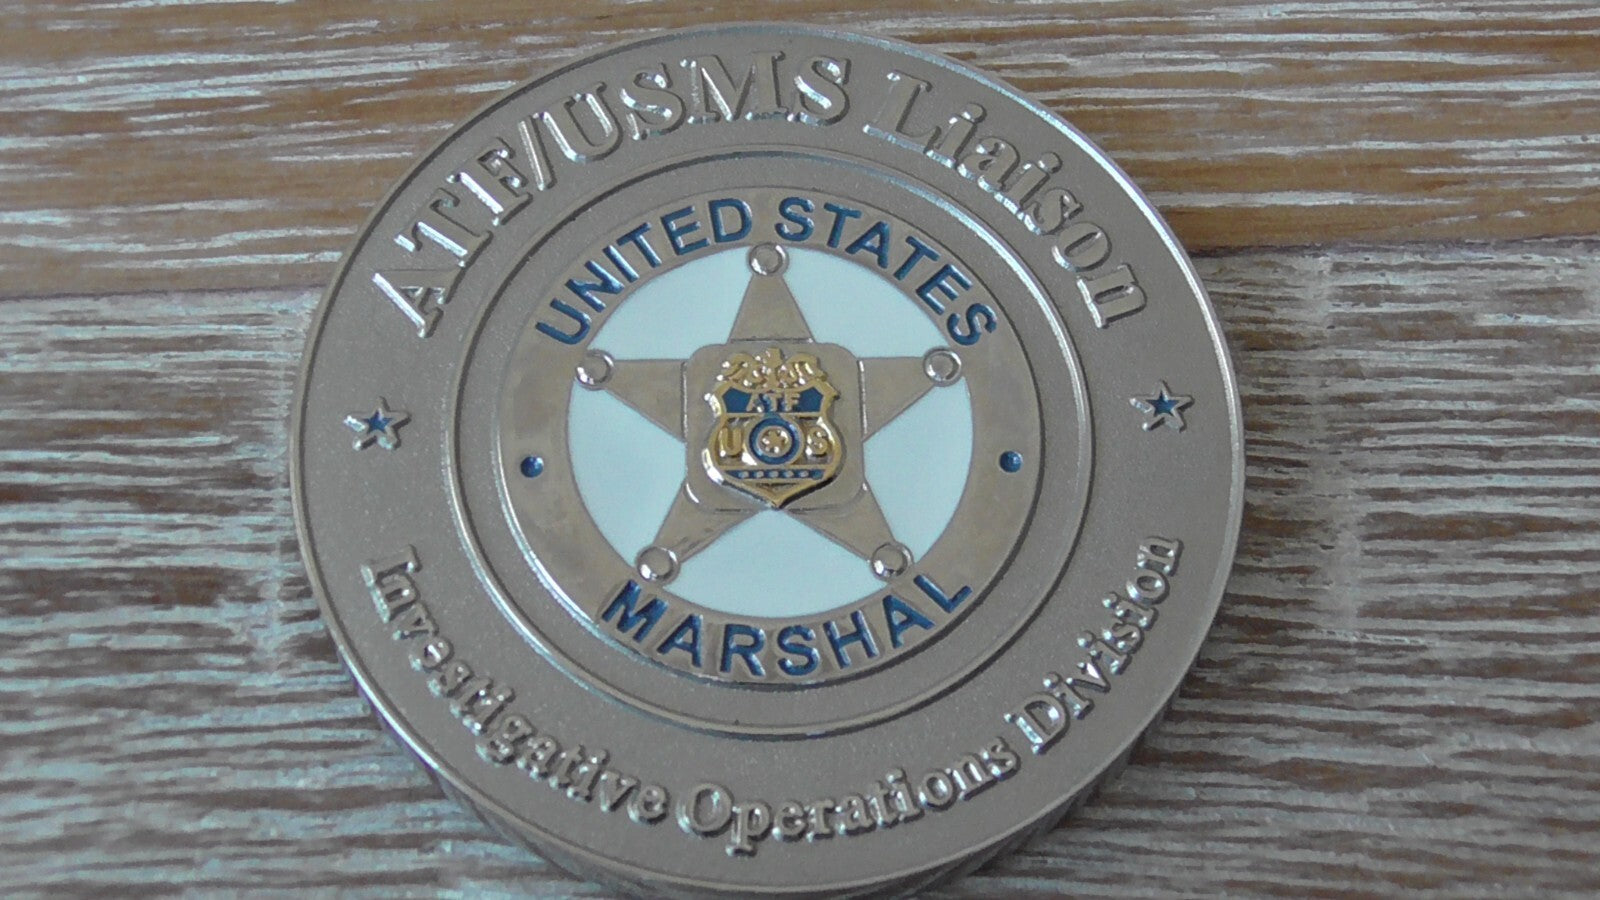 ATF/USMS Liaison
UNITED STATES
ATF
U S
MARSHAL
Investigative Operations Division